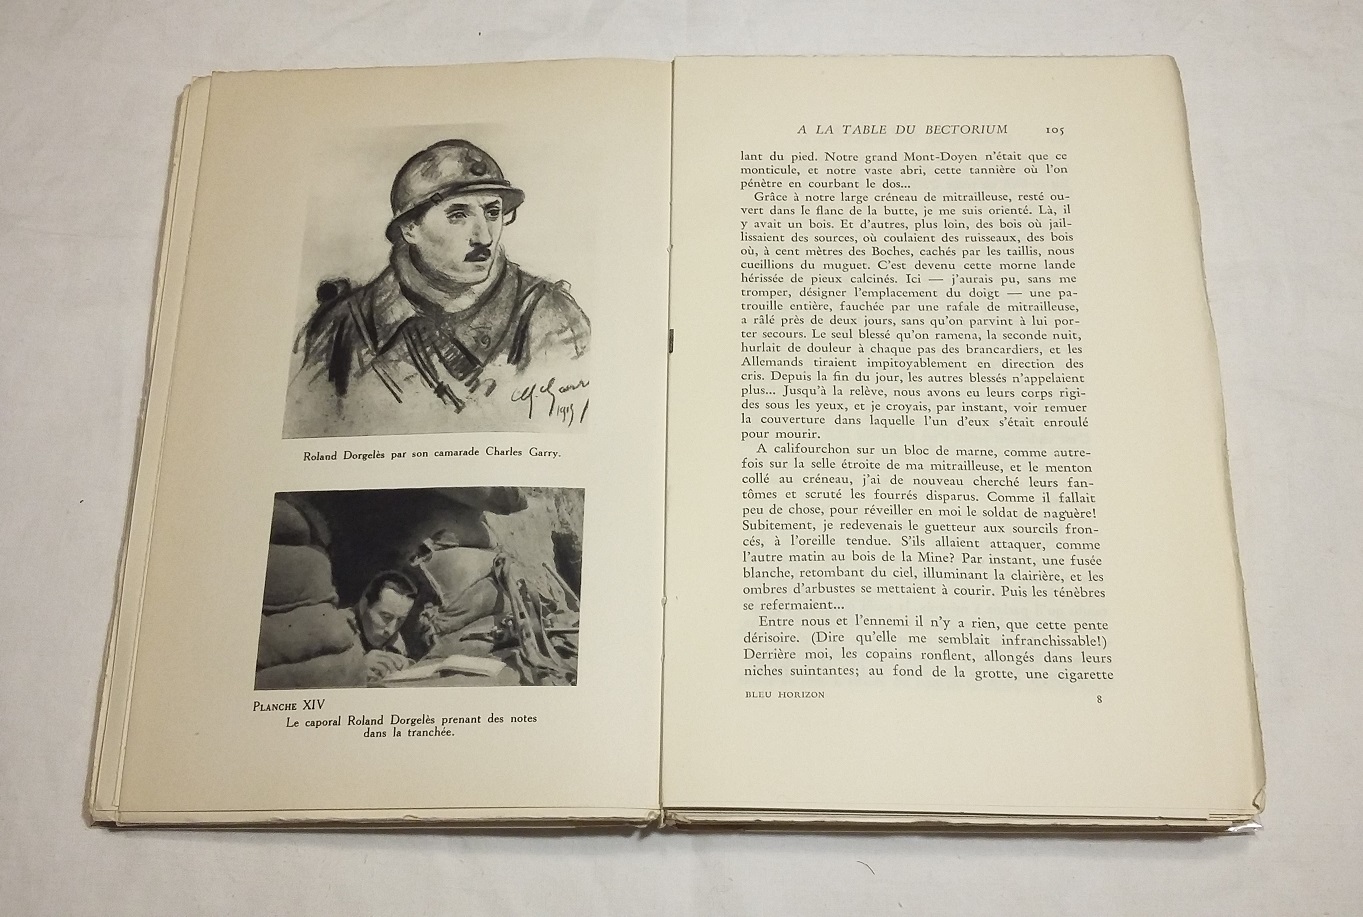 1915
Roland Dorgelès par son camarade Charles Garry.
PLANCHE XIV
Le caporal Roland Dorgelès prenant des notes
dans la tranchée.
A LA TABLE DU BECTORIUM 105
lant du pied. Notre grand Mont-Doyen n'était que ce
monticule, et notre vaste abri, cette tannière où l'on
pénètre en courbant le dos...
Grâce à notre large créneau de mitrailleuse, resté ou-
vert dans le flanc de la butte, je me suis orienté. Là, il
y avait un bois. Et d'autres, plus loin, des bois où jail-
lissaient des sources, où coulaient des ruisseaux, des bois
où, à cent mètres des Boches, cachés par les taillis, nous
cueillions du muguet. C'est devenu cette morne lande
hérissée de pieux calcinés. Ici — j'aurais pu, sans me
tromper, désigner l'emplacement du doigt — une pa-
trouille entière, fauchée par une rafale de mitrailleuse,
a râlé près de deux jours, sans qu'on parvint à lui por-
ter secours. Le seul blessé qu'on ramena, la seconde nuit,
hurlait de douleur à chaque pas des brancardiers, et les
Allemands tiraient impitoyablement en direction des
cris. Depuis la fin du jour, les autres blessés n'appelaient
plus... Jusqu'à la relève, nous avons eu leurs corps rigi-
des sous les yeux, et je croyais, par instant, voir remuer
la couverture dans laquelle l'un d'eux s'était enroulé
pour mourir.
A califourchon sur un bloc de marne, comme autre-
fois sur la selle étroite de ma mitrailleuse, et le menton
collé au créneau, j'ai de nouveau cherché leurs fan-
tômes et scruté les fourrés disparus. Comme il fallait
peu de chose, pour réveiller en moi le soldat de naguère!
Subitement, je redevenais le guetteur aux sourcils fron-
cés, à l'oreille tendue. S'ils allaient attaquer, comme
l'autre matin au bois de la Mine? Par instant, une fusée
blanche, retombant du ciel, illuminant la clairière, et les
ombres d'arbustes se mettaient à courir. Puis les ténèbres
se refermaient...
Entre nous et l'ennemi il n'y a rien, que cette pente
dérisoire. (Dire qu'elle me semblait infranchissable!)
Derrière moi, les copains ronflent, allongés dans leurs
niches suintantes; au fond de la grotte, une cigarette
BLEU HORIZON 8